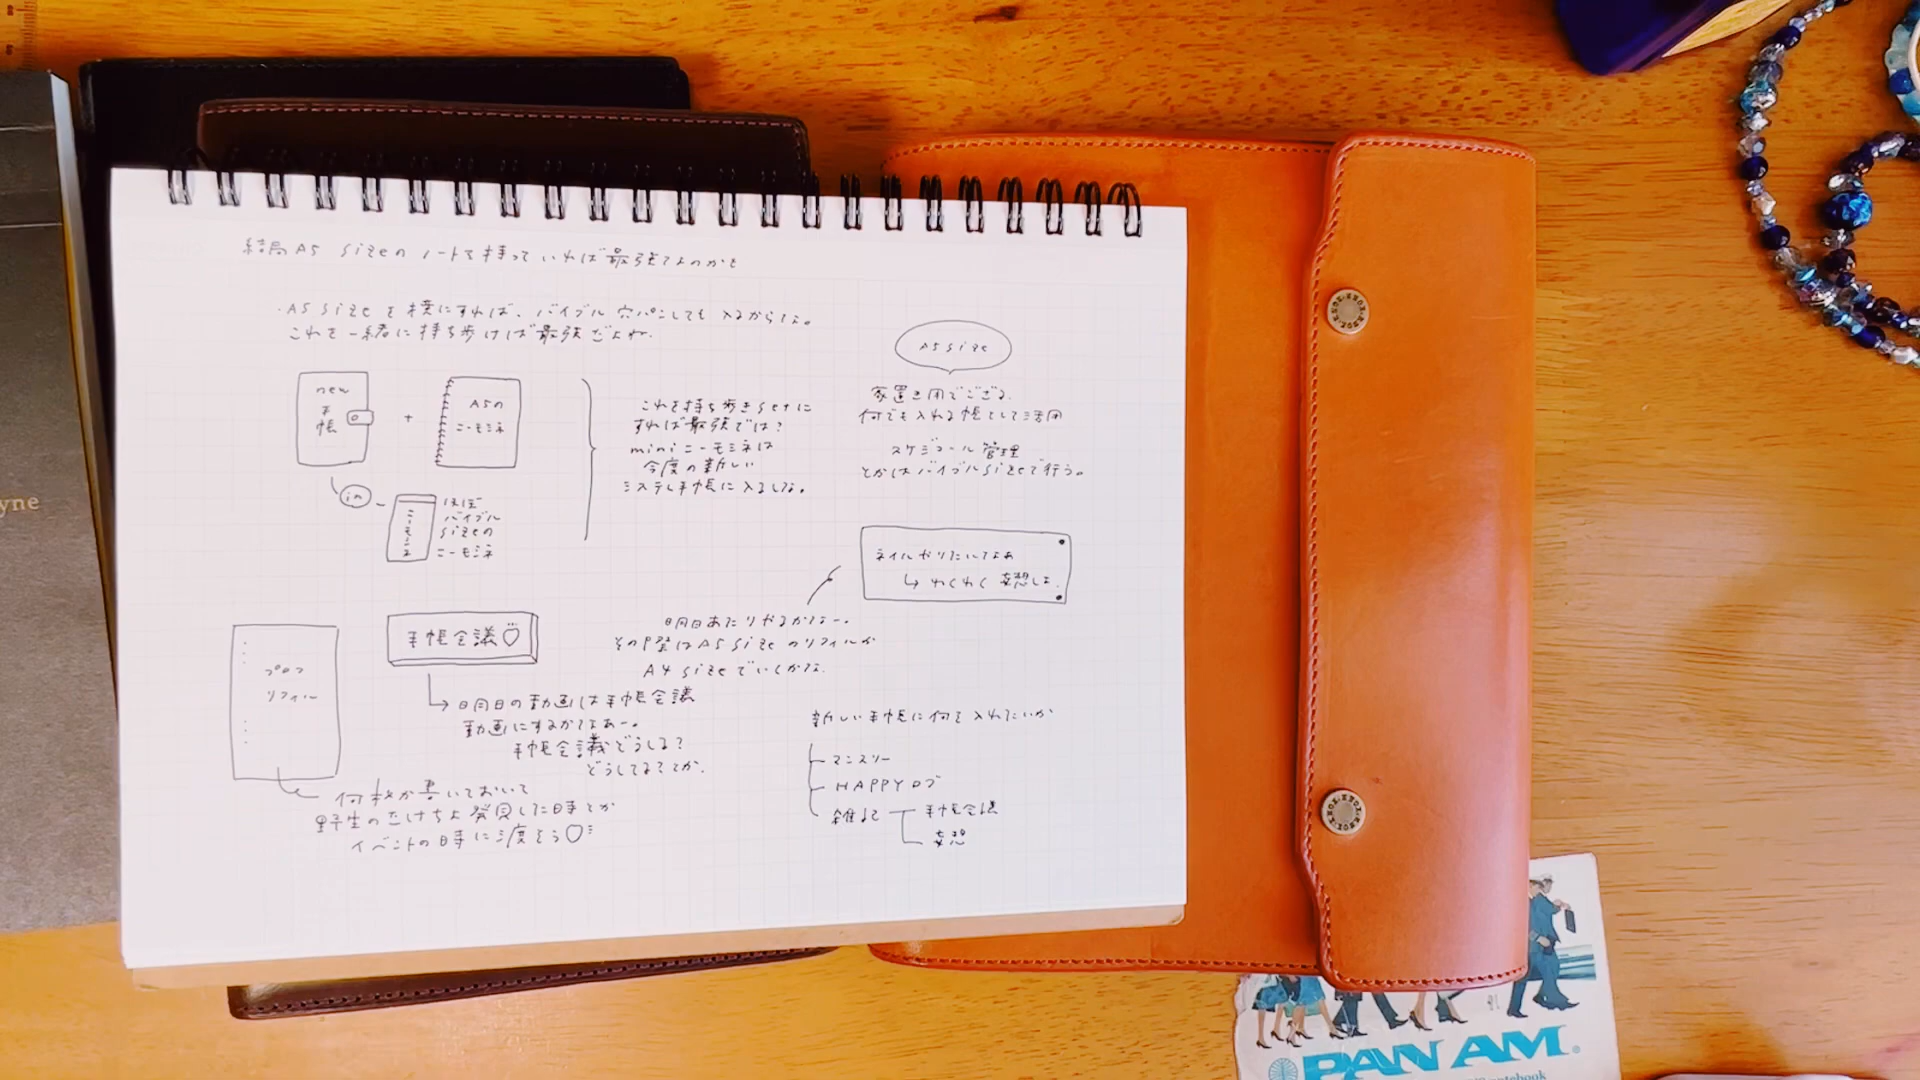 結局A5 sizeのノートを持っていれば最強なのかも
・A5 sizeを横にすれば、バイブル穴パンしても入るからな。
これを一緒に持ち歩けば最強だよね.
new
手
帳
+
A5の
ニーモシネ
in
ニーモシネ
ほぼ
バイブル
sizeの
ニーモシネ
これを持ち歩きsetに
すれば最強では?
miniニーモシネは
今度の新しい
システム手帳に入るしな。
A5 size
家置き用でござる.
何でも入れる帳として活用
スケジュール管理
とかはバイブルsizeで行う。
ネイルやりたいなぁ
↳ わくわく 妄想しよ.
明日あたりやるかなー。
その際はA5 sizeのリフィルか
A4 sizeでいくかな.
手帳会議♡
明日の動画は手帳会議
動画にするかなぁー。
手帳会議どうしる?
どうしてる?とか.
プロフ
リフィル
何枚か書いておいて
野生のたけちよ発見した時とか
イベントの時に渡そう♡
新しい手帳に何を入れたいか
マンスリー
HAPPYログ
雑記
手帳会議
妄想
yne
PAN AM®
notebook